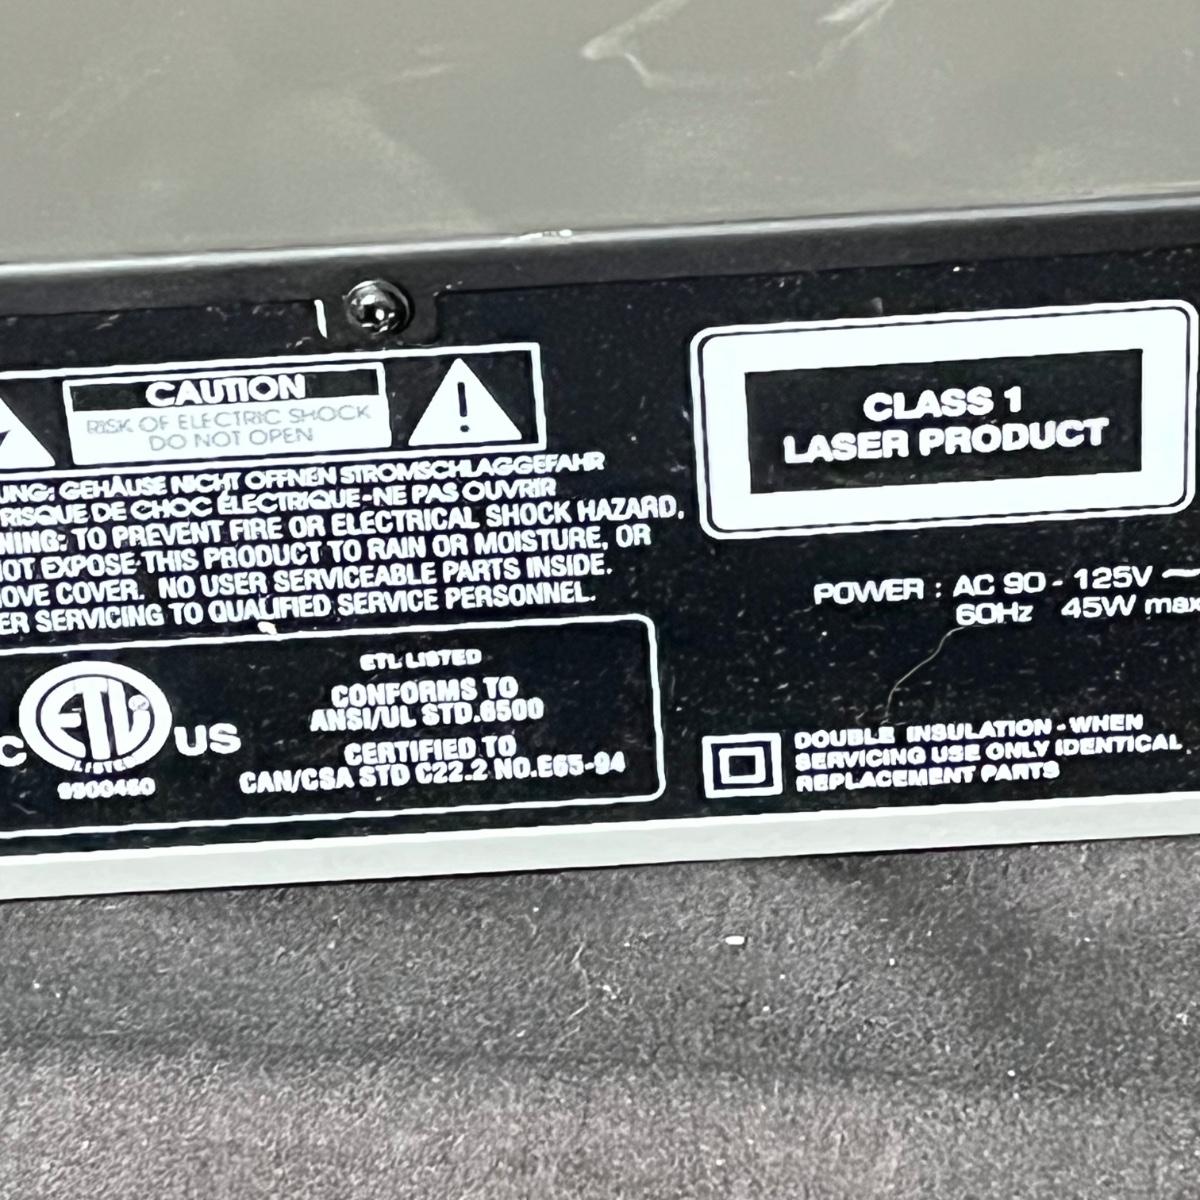 CAUTION
RISK OF ELECTRIC SHOCK
DO NOT OPEN
UNG: GEHÄUSE NICHT OFFNEN STROMSCHLAGGEFAHR
RISQUE DE CHOC ÉLECTRIQUE-NE PAS OUVRIR
NING: TO PREVENT FIRE OR ELECTRICAL SHOCK HAZARD,
NOT EXPOSE THIS PRODUCT TO RAIN OR MOISTURE, OR
OVE COVER. NO USER SERVICEABLE PARTS INSIDE.
ER SERVICING TO QUALIFIED SERVICE PERSONNEL.
C ETL LISTED US
9900460
ETL LISTED
CONFORMS TO
ANSI/UL STD.6500
CERTIFIED TO
CAN/CSA STD C22.2 NO.E65-94
CLASS 1
LASER PRODUCT
POWER : AC 90 - 125V ~
60Hz 45W max
DOUBLE INSULATION - WHEN
SERVICING USE ONLY IDENTICAL
REPLACEMENT PARTS